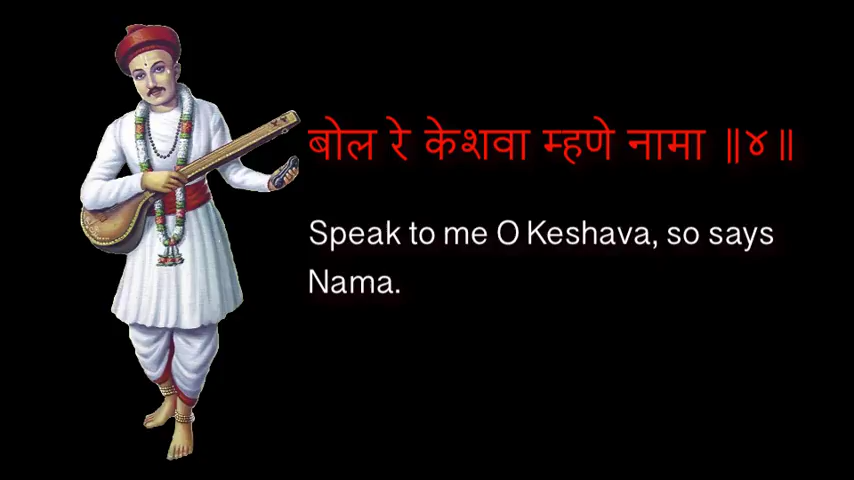 बोल रे केशवा म्हणे नामा ॥४॥
Speak to me O Keshava, so says
Nama.